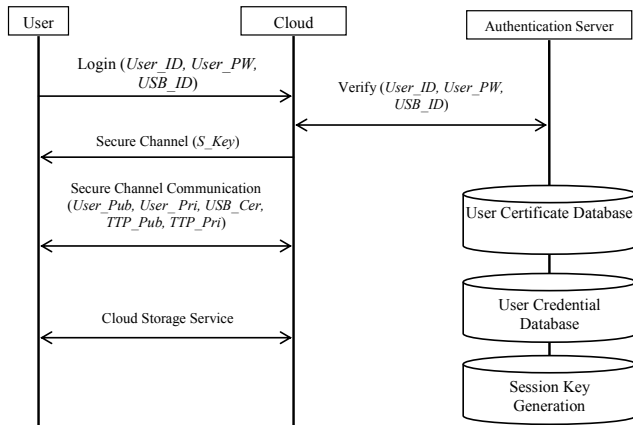 User
Cloud
Authentication Server
Login (User_ID, User_PW,
USB_ID)
Verify (User_ID, User_PW,
USB_ID)
Secure Channel (S_Key)
Secure Channel Communication
(User_Pub, User_Pri, USB_Cer,
TTP_Pub, TTP_Pri)
User Certificate Database
User Credential
Database
Cloud Storage Service
Session Key
Generation